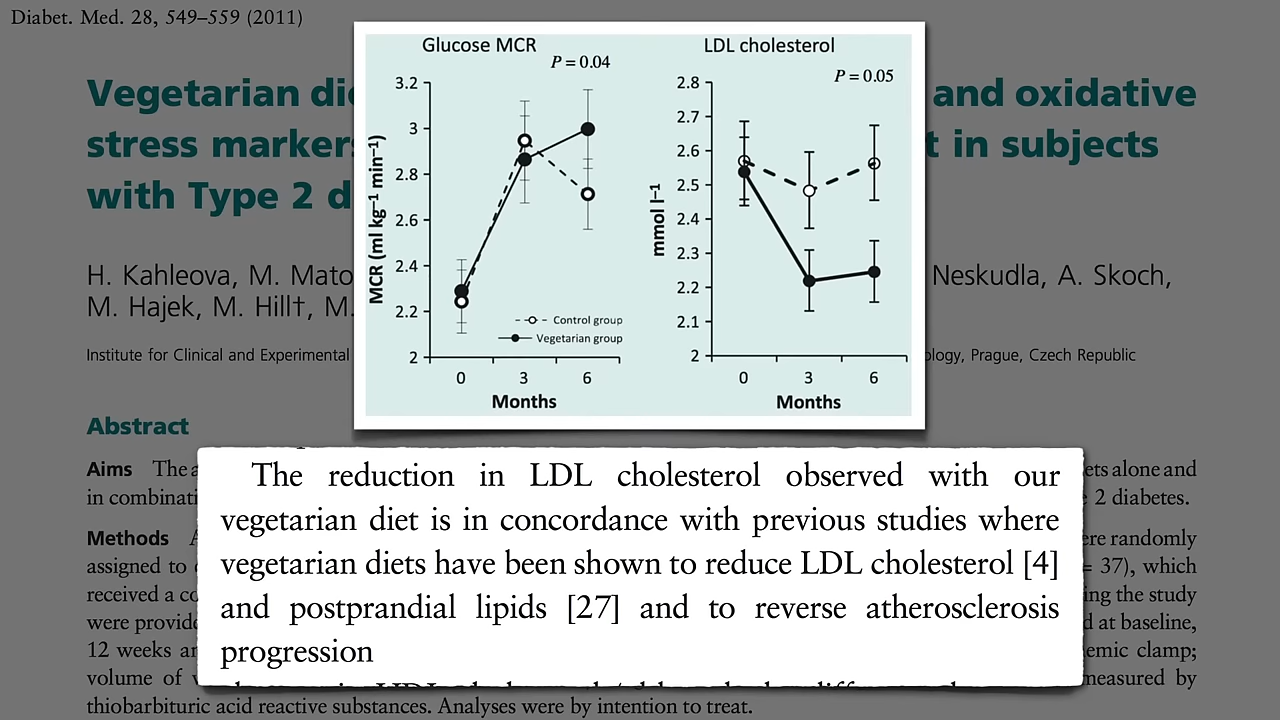 Diabet. Med. 28, 549–559 (2011)
Vegetarian di
and oxidative
stress markers
t in subjects
with Type 2 d
H. Kahleova, M. Mato
Neskudla, A. Skoch,
M. Hajek, M. Hill†, M.
Institute for Clinical and Experimental
ology, Prague, Czech Republic
Abstract
Aims The a
ets alone and
in combinati
2 diabetes.
Methods A
ere randomly
assigned to
= 37), which
received a co
ing the study
were provide
d at baseline,
12 weeks an
emic clamp;
volume of v
measured by
thiobarbituric acid reactive substances. Analyses were by intention to treat.
Glucose MCR
P = 0.04
MCR (ml kg⁻¹ min⁻¹)
3.2
3
2.8
2.6
2.4
2.2
2
Control group
Vegetarian group
0 3 6
Months
LDL cholesterol
P = 0.05
mmol l⁻¹
2.8
2.7
2.6
2.5
2.4
2.3
2.2
2.1
2
0 3 6
Months
The reduction in LDL cholesterol observed with our
vegetarian diet is in concordance with previous studies where
vegetarian diets have been shown to reduce LDL cholesterol [4]
and postprandial lipids [27] and to reverse atherosclerosis
progression